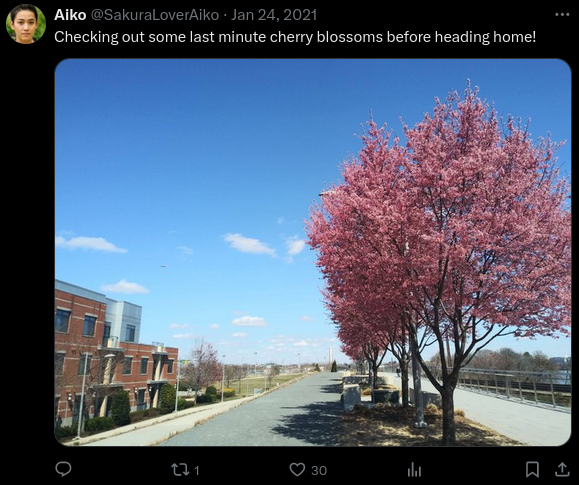 Aiko @SakuraLoverAiko · Jan 24, 2021
Checking out some last minute cherry blossoms before heading home!
1
30